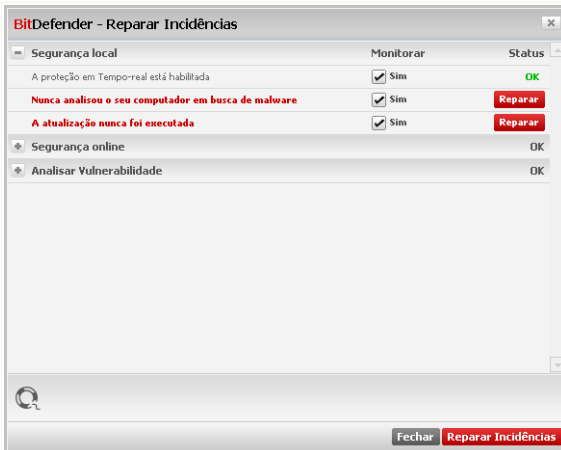 BitDefender - Reparar Incidências
Segurança local Monitorar Status
A proteção em Tempo-real está habilitada Sim OK
Nunca analisou o seu computador em busca de malware Sim Reparar
A atualização nunca foi executada Sim Reparar
Segurança online OK
Analisar Vulnerabilidade OK
Fechar Reparar Incidências